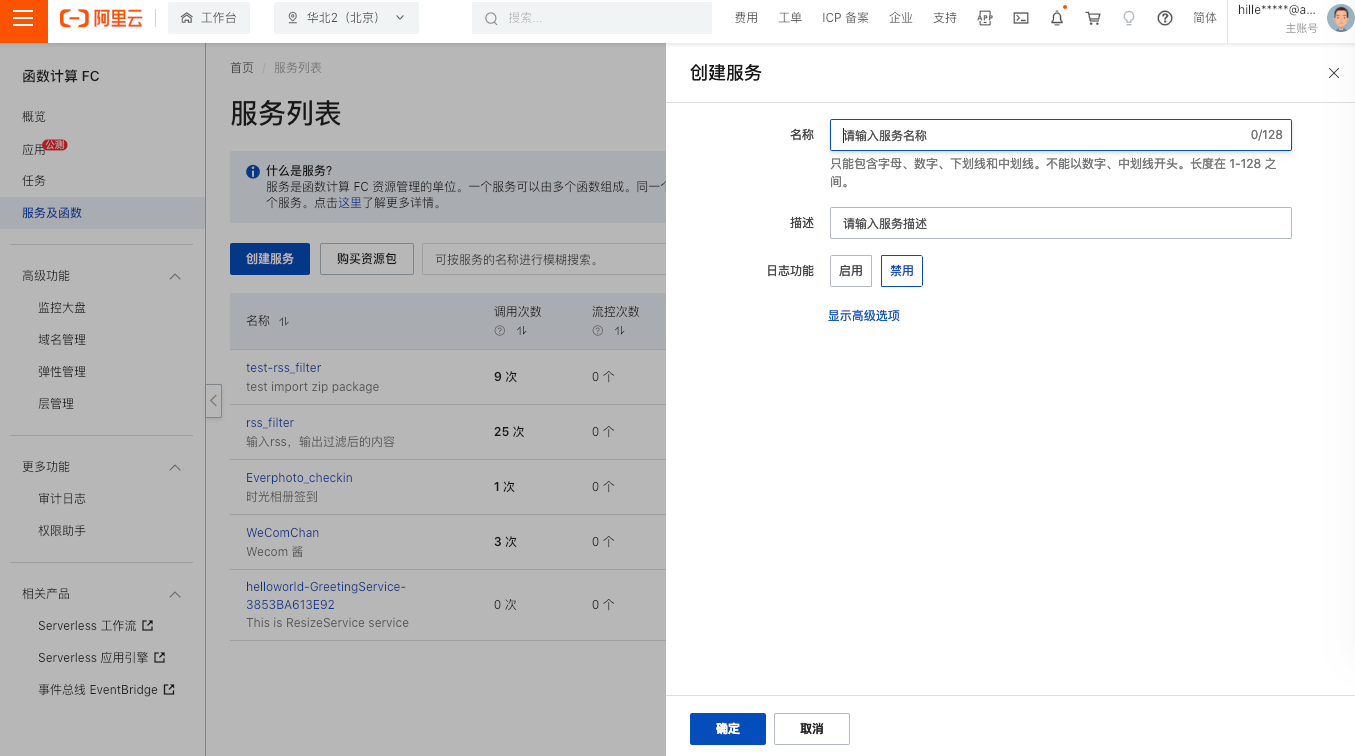 阿里云
工作台
华北2（北京）
搜索...
费用
工单
ICP 备案
企业
支持
简体
hille*****@a...
主账号
函数计算 FC
概览
应用
公测
任务
服务及函数
高级功能
监控大盘
域名管理
弹性管理
层管理
更多功能
审计日志
权限助手
相关产品
Serverless 工作流
Serverless 应用引擎
事件总线 EventBridge
首页 / 服务列表
服务列表
什么是服务?
服务是函数计算 FC 资源管理的单位。一个服务可以由多个函数组成。同一个
个服务。点击这里了解更多详情。
创建服务
购买资源包
可按服务的名称进行模糊搜索。
名称
调用次数
流控次数
test-rss_filter
test import zip package
9 次
0 个
rss_filter
输入rss，输出过滤后的内容
25 次
0 个
Everphoto_checkin
时光相册签到
1 次
0 个
WeComChan
Wecom 酱
3 次
0 个
helloworld-GreetingService-
3853BA613E92
This is ResizeService service
0 次
0 个
创建服务
名称
请输入服务名称
0/128
只能包含字母、数字、下划线和中划线。不能以数字、中划线开头。长度在 1-128 之
间。
描述
请输入服务描述
日志功能
启用
禁用
显示高级选项
确定
取消